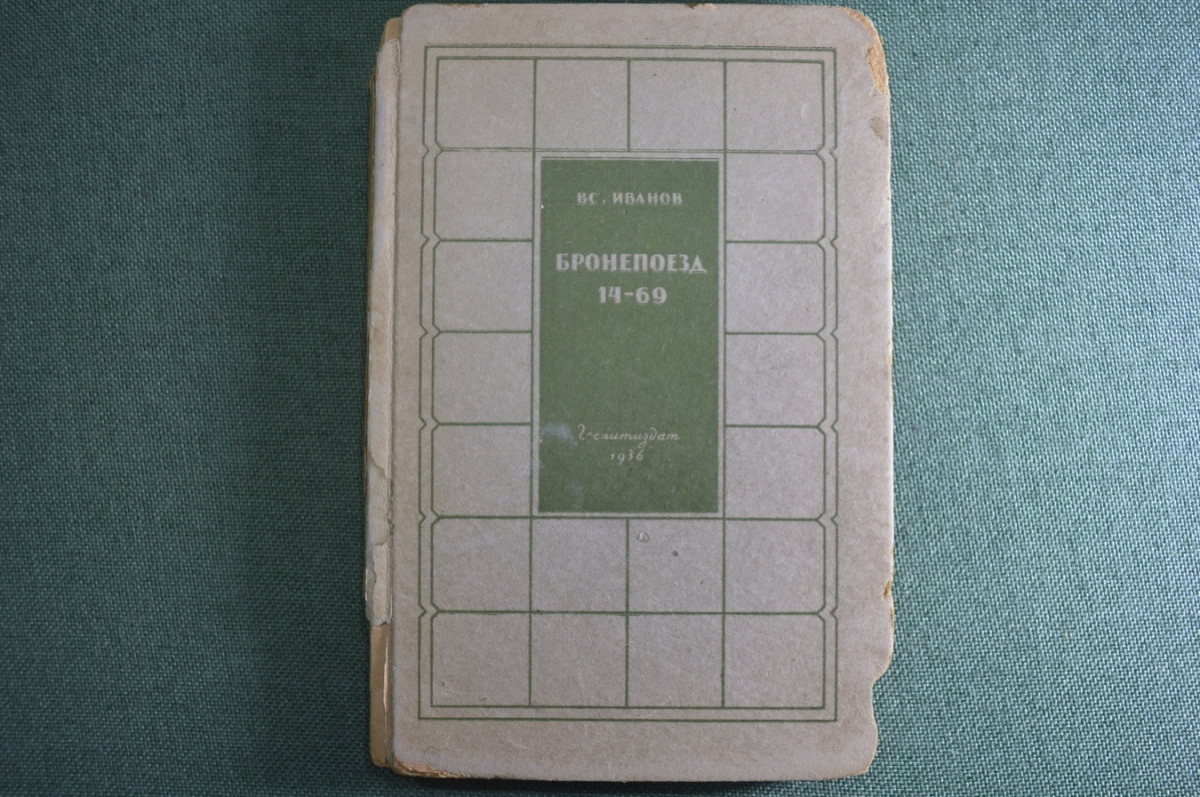 ВС. ИВАНОВ
БРОНЕПОЕЗД
14-69
Гослитиздат
1936